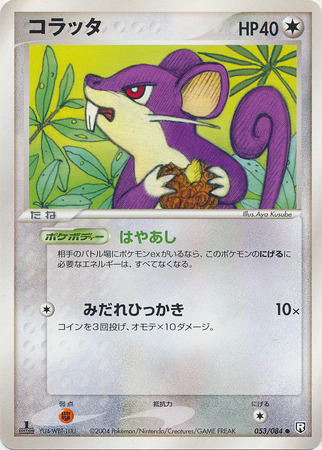 コラッタ HP40
たね
Illus.Aya Kusube
ポケボディー はやあし
相手のバトル場にポケモンexがいるなら、このポケモンのにげるに
必要なエネルギーは、すべてなくなる。
みだれひっかき 10×
コインを3回投げ、オモテ×10ダメージ。
弱点 抵抗力 にげる
1 EDITION ©2004 Pokémon/Nintendo/Creatures/GAME FREAK 053/084 ●